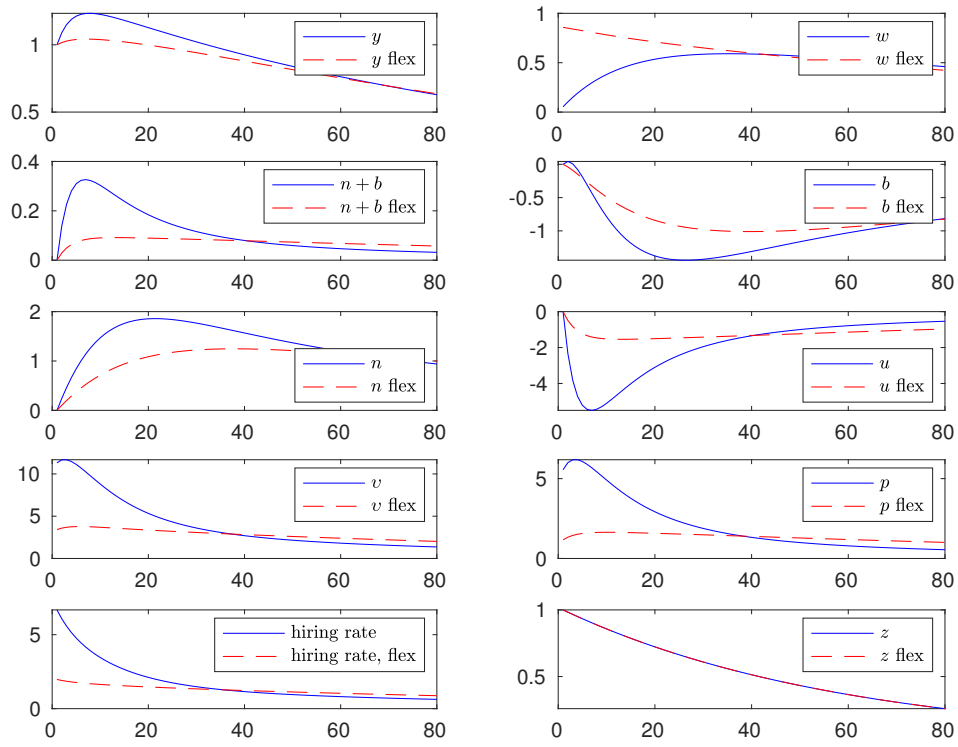 1
0.5
y
y flex
0 20 40 60 80
1
0.5
0
w
w flex
0 20 40 60 80
0.4
0.2
0
n + b
n + b flex
0 20 40 60 80
0
-0.5
-1
b
b flex
0 20 40 60 80
2
1
0
n
n flex
0 20 40 60 80
0
-2
-4
u
u flex
0 20 40 60 80
10
5
0
v
v flex
0 20 40 60 80
5
0
p
p flex
0 20 40 60 80
5
0
hiring rate
hiring rate, flex
0 20 40 60 80
1
0.5
z
z flex
0 20 40 60 80